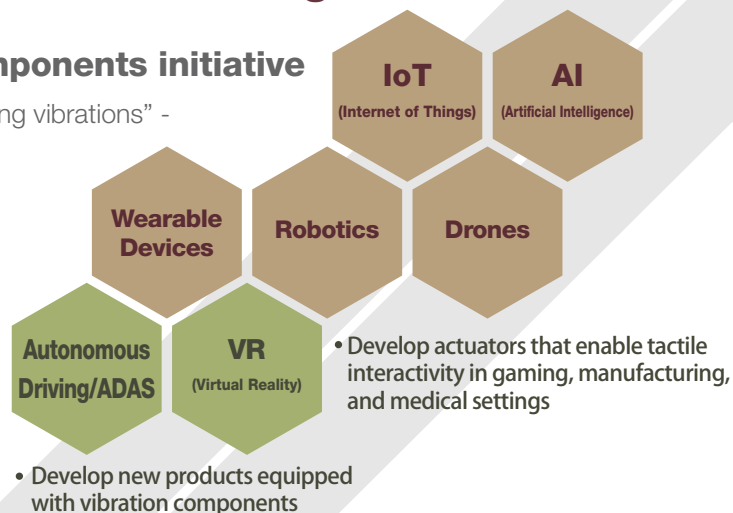 mponents initiative
ng vibrations” -
IoT
(Internet of Things)
AI
(Artificial Intelligence)
Wearable
Devices
Robotics
Drones
Autonomous
Driving/ADAS
VR
(Virtual Reality)
• Develop actuators that enable tactile
interactivity in gaming, manufacturing,
and medical settings
• Develop new products equipped
with vibration components